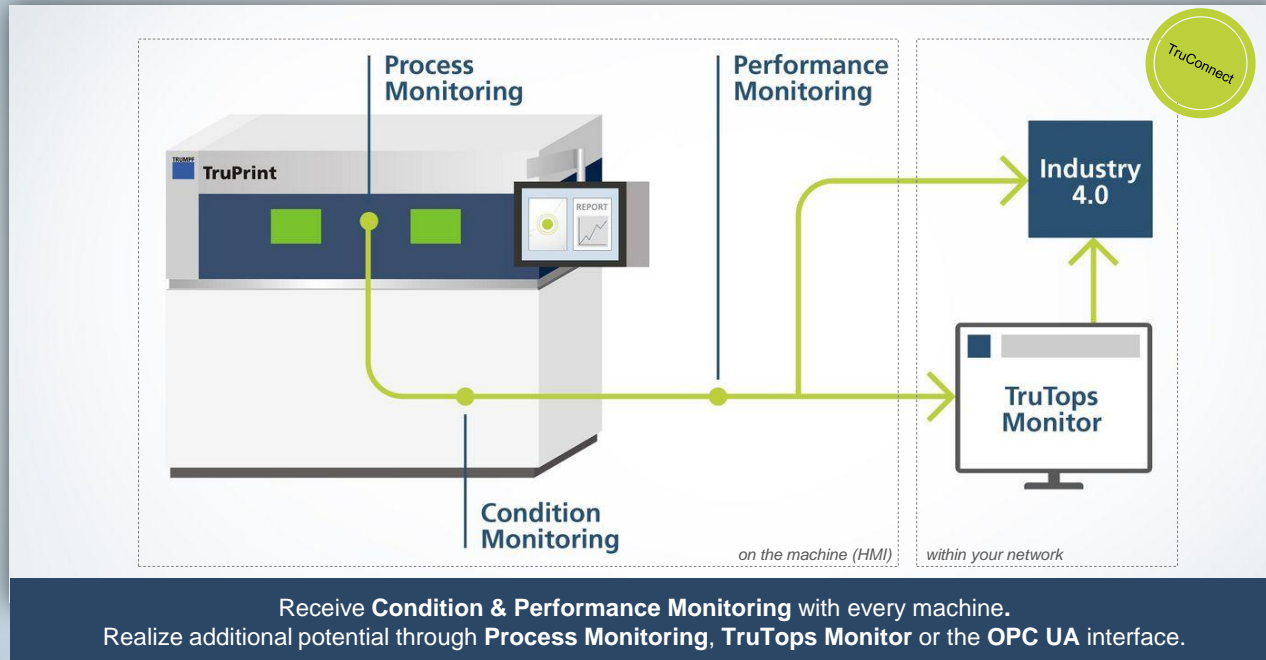 TruConnect
Process
Monitoring
Performance
Monitoring
TRUMPF
TruPrint
REPORT
Industry
4.0
TruTops
Monitor
Condition
Monitoring
on the machine (HMI)
within your network
Receive Condition & Performance Monitoring with every machine.
Realize additional potential through Process Monitoring, TruTops Monitor or the OPC UA interface.